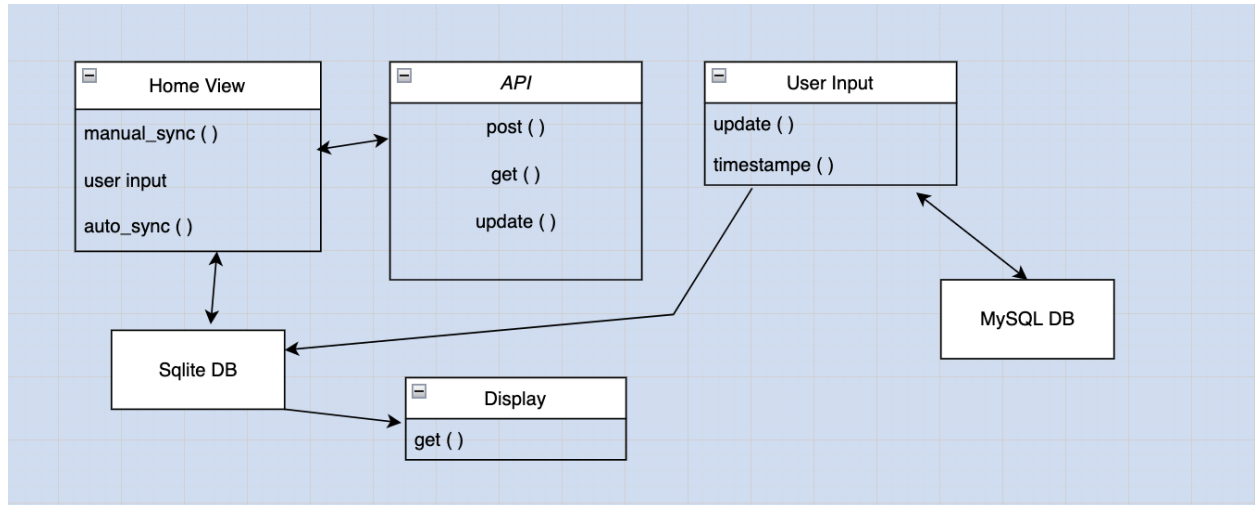 Home View
manual_sync ( )
user input
auto_sync ( )
API
post ( )
get ( )
update ( )
User Input
update ( )
timestampe ( )
MySQL DB
Sqlite DB
Display
get ( )